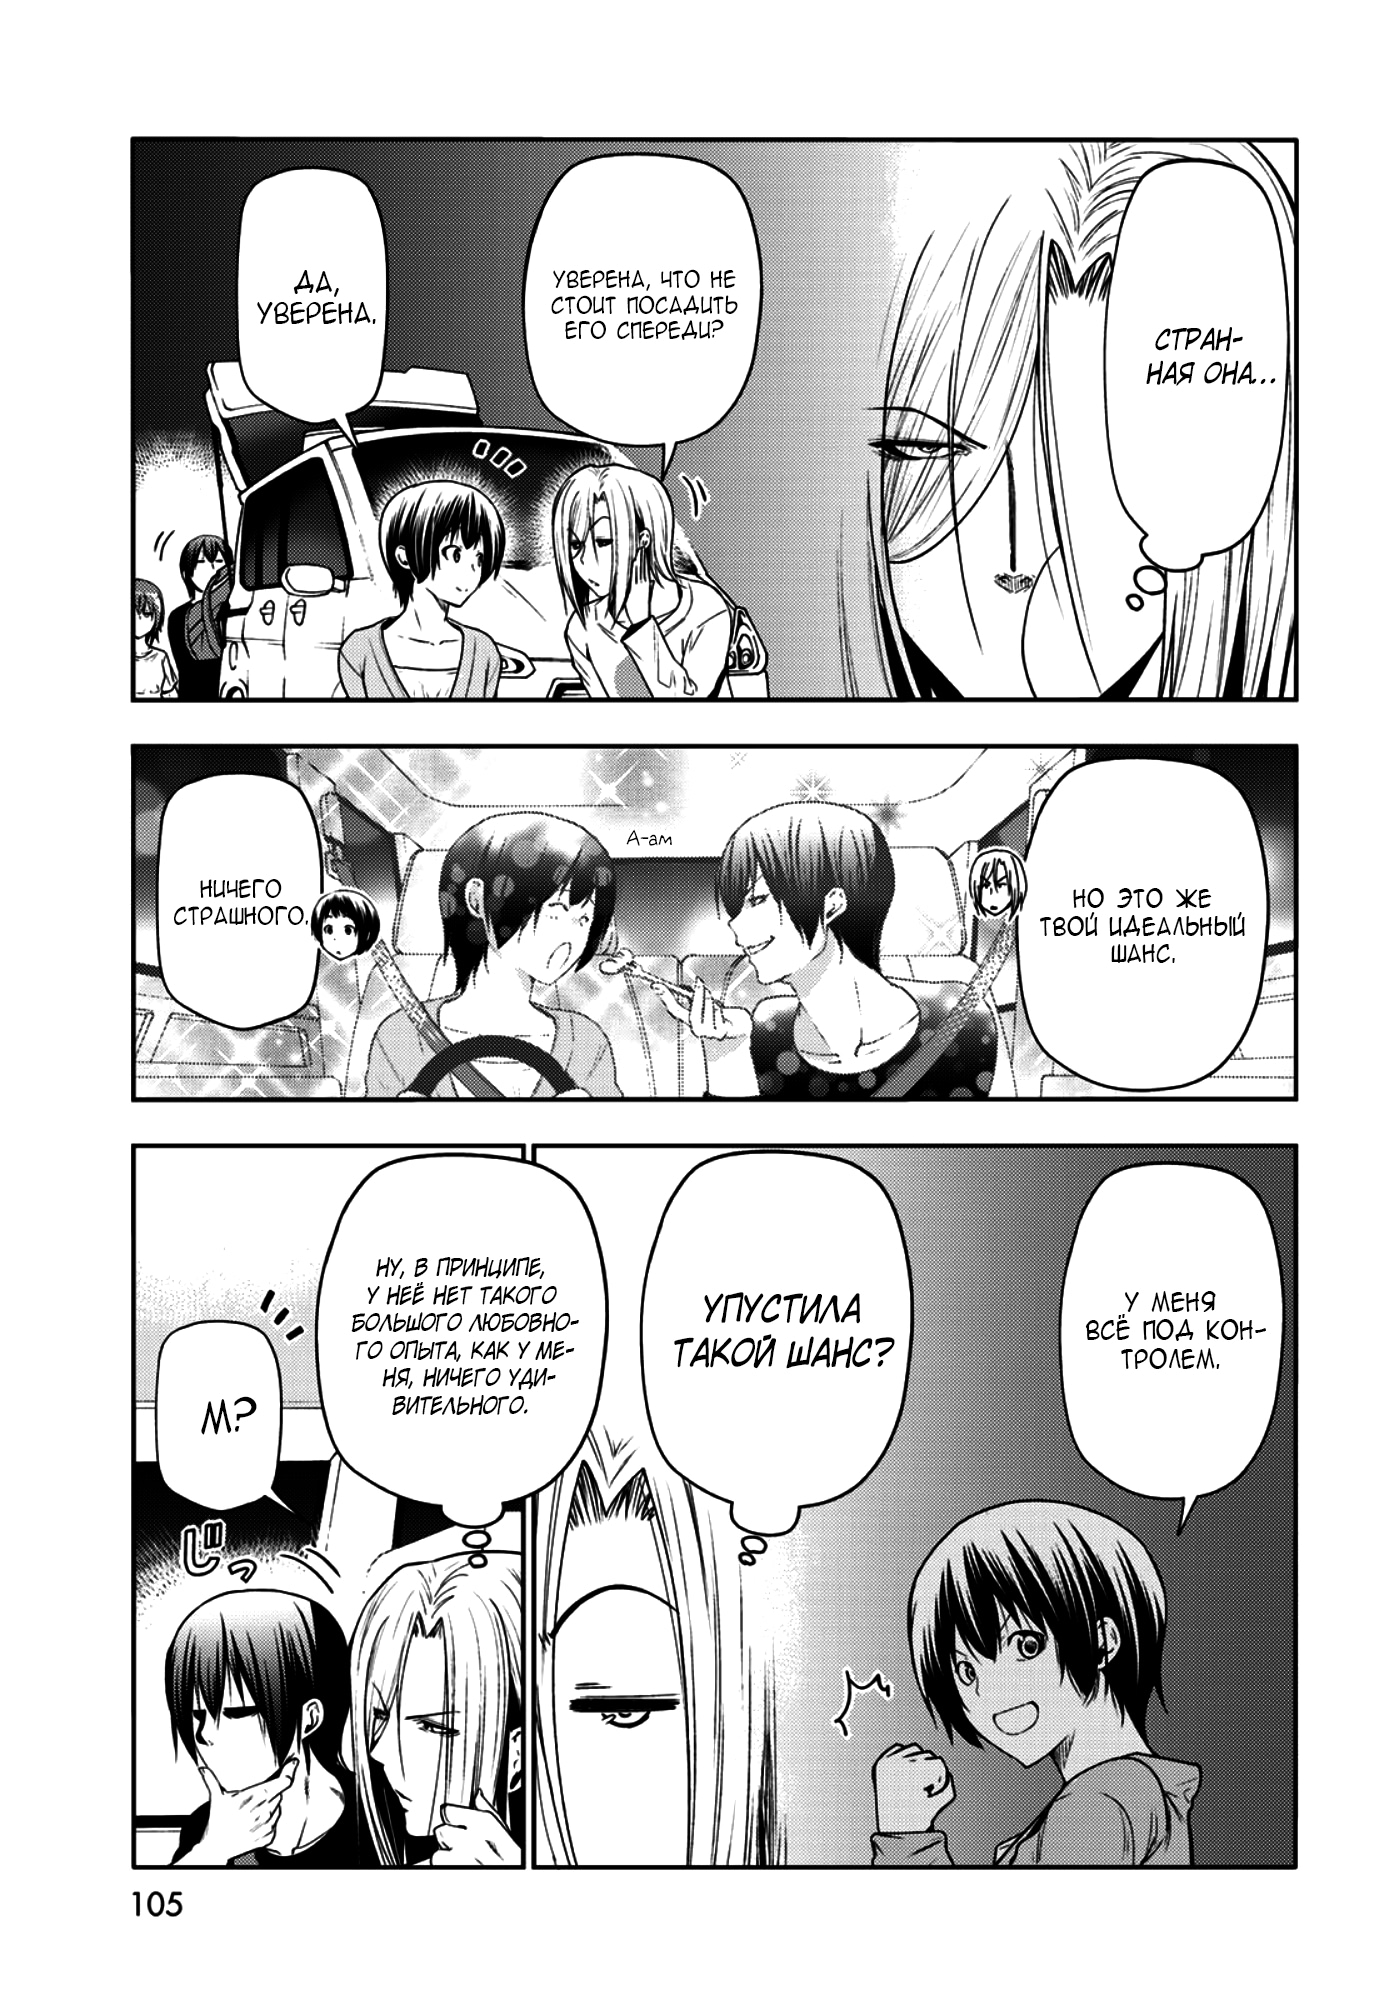 СТРАН-
НАЯ ОНА...
УВЕРЕНА, ЧТО НЕ
СТОИТ ПОСАДИТЬ
ЕГО СПЕРЕДИ?
ДА,
УВЕРЕНА.
НО ЭТО ЖЕ
ТВОЙ ИДЕАЛЬНЫЙ
ШАНС.
А-ам
НИЧЕГО
СТРАШНОГО.
У МЕНЯ
ВСЁ ПОД КОН-
ТРОЛЕМ.
УПУСТИЛА
ТАКОЙ ШАНС?
НУ, В ПРИНЦИПЕ,
У НЕЁ НЕТ ТАКОГО
БОЛЬШОГО ЛЮБОВНО-
ГО ОПЫТА, КАК У МЕ-
НЯ, НИЧЕГО УДИ-
ВИТЕЛЬНОГО.
М?
じっ
105